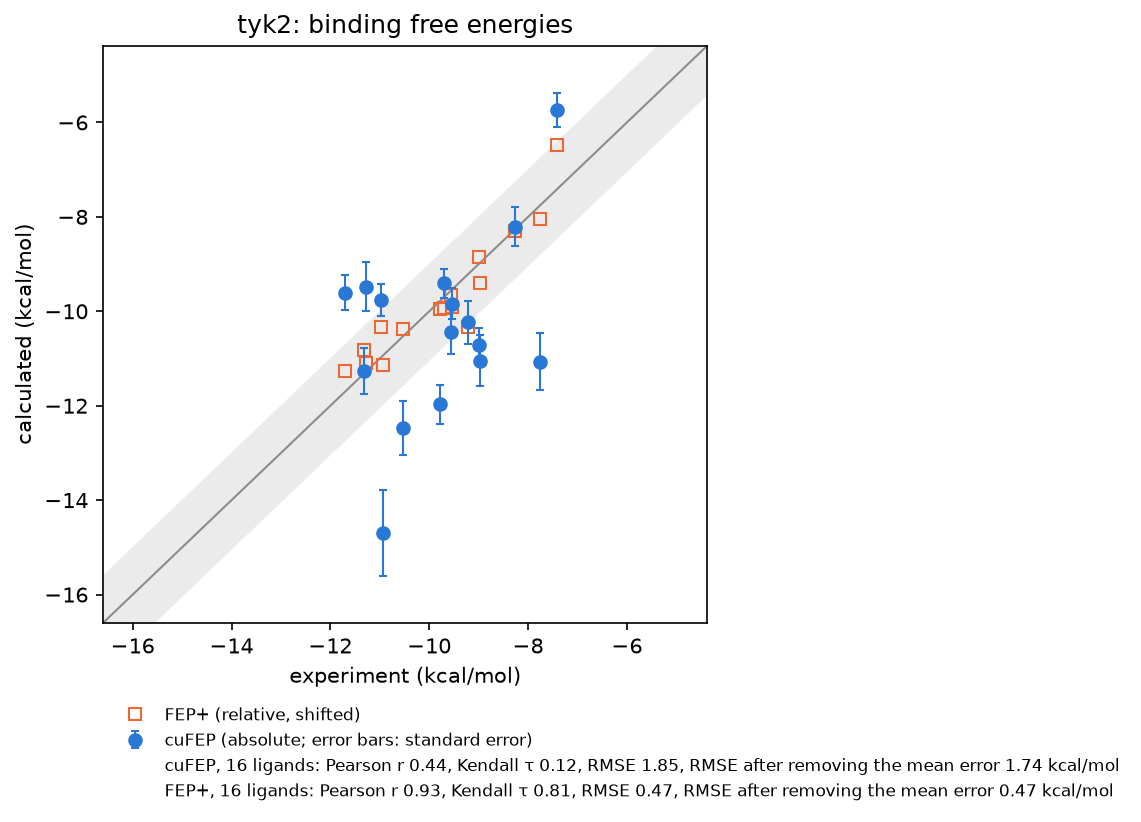 tyk2: binding free energies
calculated (kcal/mol)
−6
−8
−10
−12
−14
−16
−16 −14 −12 −10 −8 −6
experiment (kcal/mol)
FEP+ (relative, shifted)
cuFEP (absolute; error bars: standard error)
cuFEP, 16 ligands: Pearson r 0.44, Kendall τ 0.12, RMSE 1.85, RMSE after removing the mean error 1.74 kcal/mol
FEP+, 16 ligands: Pearson r 0.93, Kendall τ 0.81, RMSE 0.47, RMSE after removing the mean error 0.47 kcal/mol